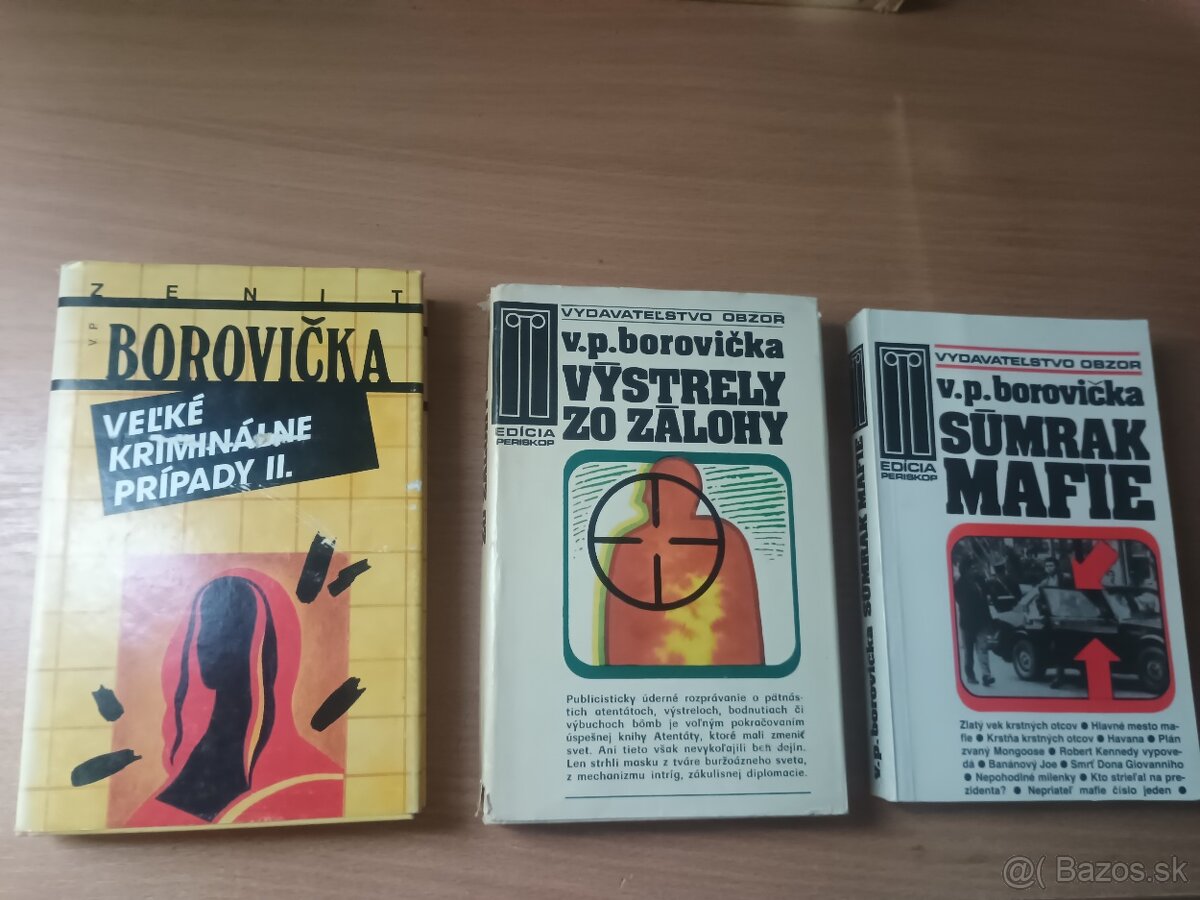 ZENIT
VP
BOROVIČKA
VEĽKÉ
KRIMINÁLNE
PRÍPADY II.
VYDAVATEĽSTVO OBZOR
v.p.borovička
VÝSTRELY
ZO ZÁLOHY
EDÍCIA
PERISKOP
Publicisticky úderné rozprávanie o pätnás-
tich atentátoch, výstreloch, bodnutiach či
výbuchoch bômb je voľným pokračovaním
úspešnej knihy Atentáty, ktoré mali zmeniť
svet. Ani tieto však nevykoľajili beh dejín.
Len strhli masku z tváre buržoázneho sveta,
z mechanizmu intríg, zákulisnej diplomacie.
VYDAVATEĽSTVO OBZOR
v.p.borovička
SÚMRAK
MAFIE
EDÍCIA
PERISKOP
v.p.borovička SÚMRAK MAFIE
Zlatý vek krstných otcov ● Hlavné mesto ma-
fie ● Krstňa krstných otcov ● Havana ● Plán
zvaný Mongoose ● Robert Kennedy vypove-
dá ● Banánový Joe ● Smrť Dona Giovanniho
● Nepohodlné milenky ● Kto strieľal na pre-
zidenta? ● Nepriateľ mafie číslo jeden ●
@( Bazos.sk